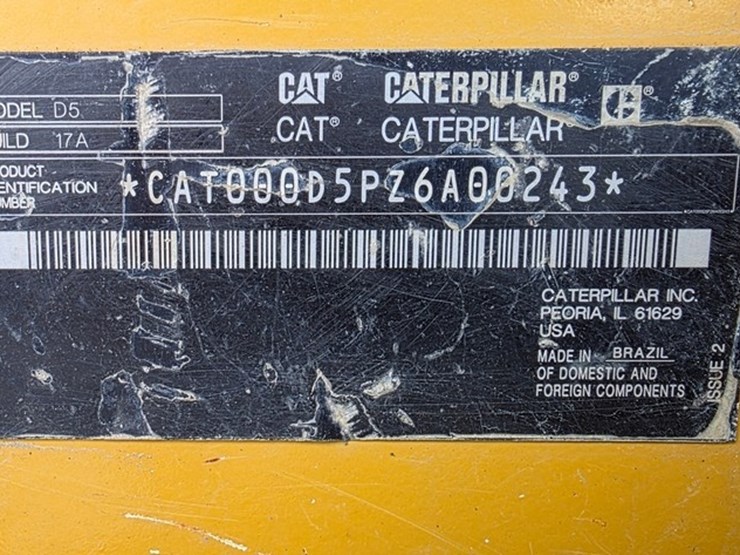 CAT® CATERPILLAR® ®
ODEL D5
CAT® CATERPILLAR
UILD 17A
RODUCT
ENTIFICATION
UMBER
*CAT000D5PZ6A00243*
CATERPILLAR INC.
PEORIA, IL 61629
USA
MADE IN BRAZIL
OF DOMESTIC AND
FOREIGN COMPONENTS
ISSUE 2